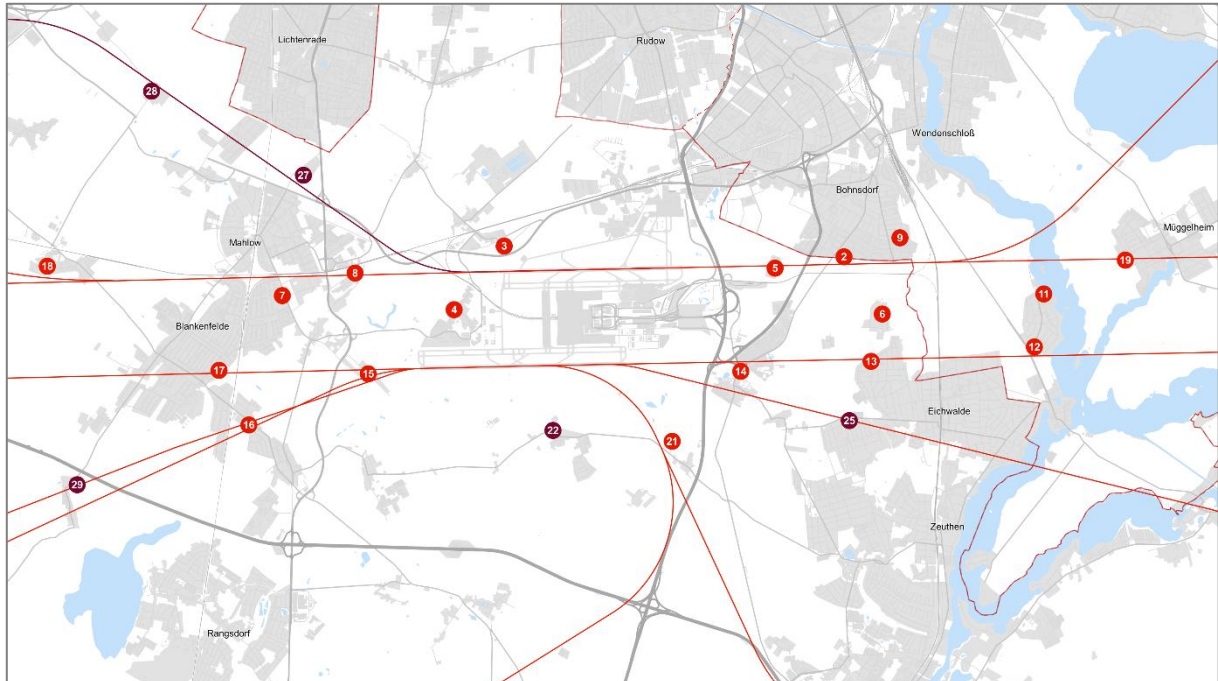 Lichtenrade
Rudow
28
Wendenschloß
27
Bohnsdorf
Müggelheim
Mahlow
3
9
2
18
8
5
19
7
11
4
6
Blankenfelde
12
13
17
15
14
Eichwalde
16
22
25
21
29
Zeuthen
Rangsdorf